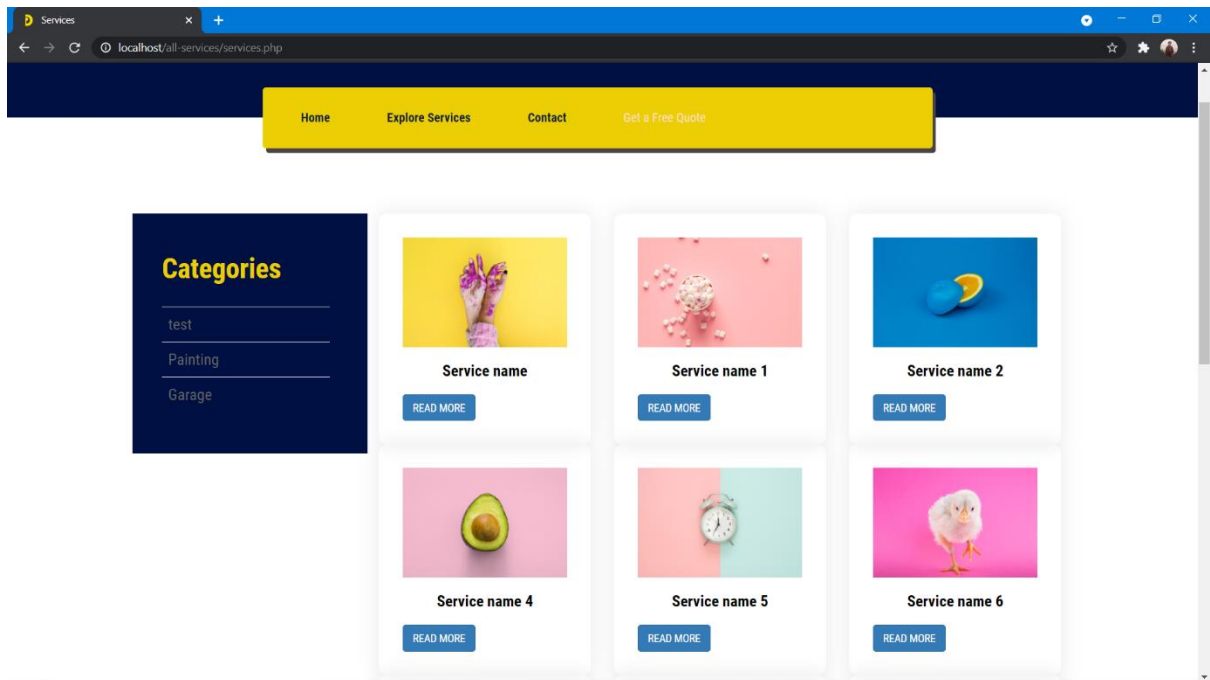 Services
localhost/all-services/services.php
Home Explore Services Contact Get a Free Quote
Categories
test
Painting
Garage
Service name
READ MORE
Service name 1
READ MORE
Service name 2
READ MORE
Service name 4
READ MORE
Service name 5
READ MORE
Service name 6
READ MORE